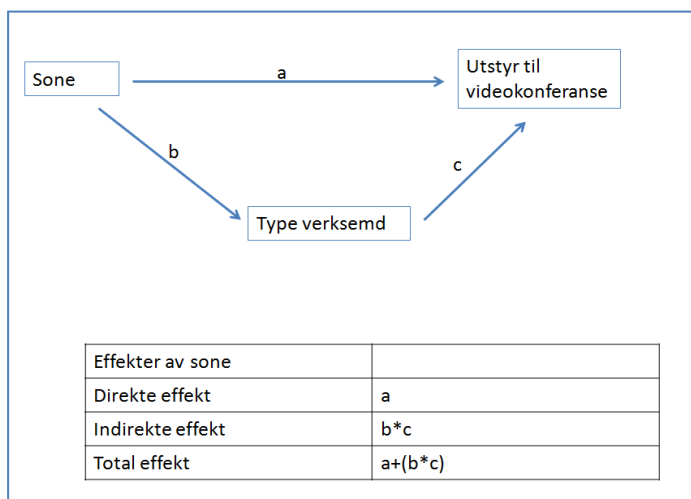 Sone
a
Utstyr til
videokonferanse
b
c
Type verksemd
Effekter av sone
Direkte effekt a
Indirekte effekt b*c
Total effekt a+(b*c)